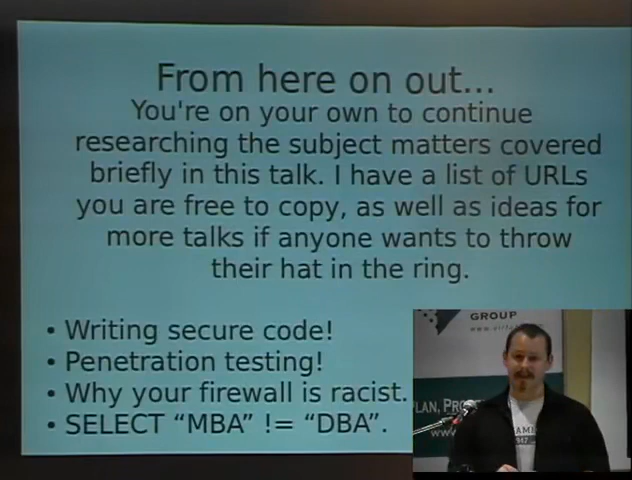 From here on out...
You're on your own to continue
researching the subject matters covered
briefly in this talk. I have a list of URLs
you are free to copy, as well as ideas for
more talks if anyone wants to throw
their hat in the ring.
• Writing secure code!
• Penetration testing!
• Why your firewall is racist.
• SELECT “MBA” != “DBA”.
GROUP